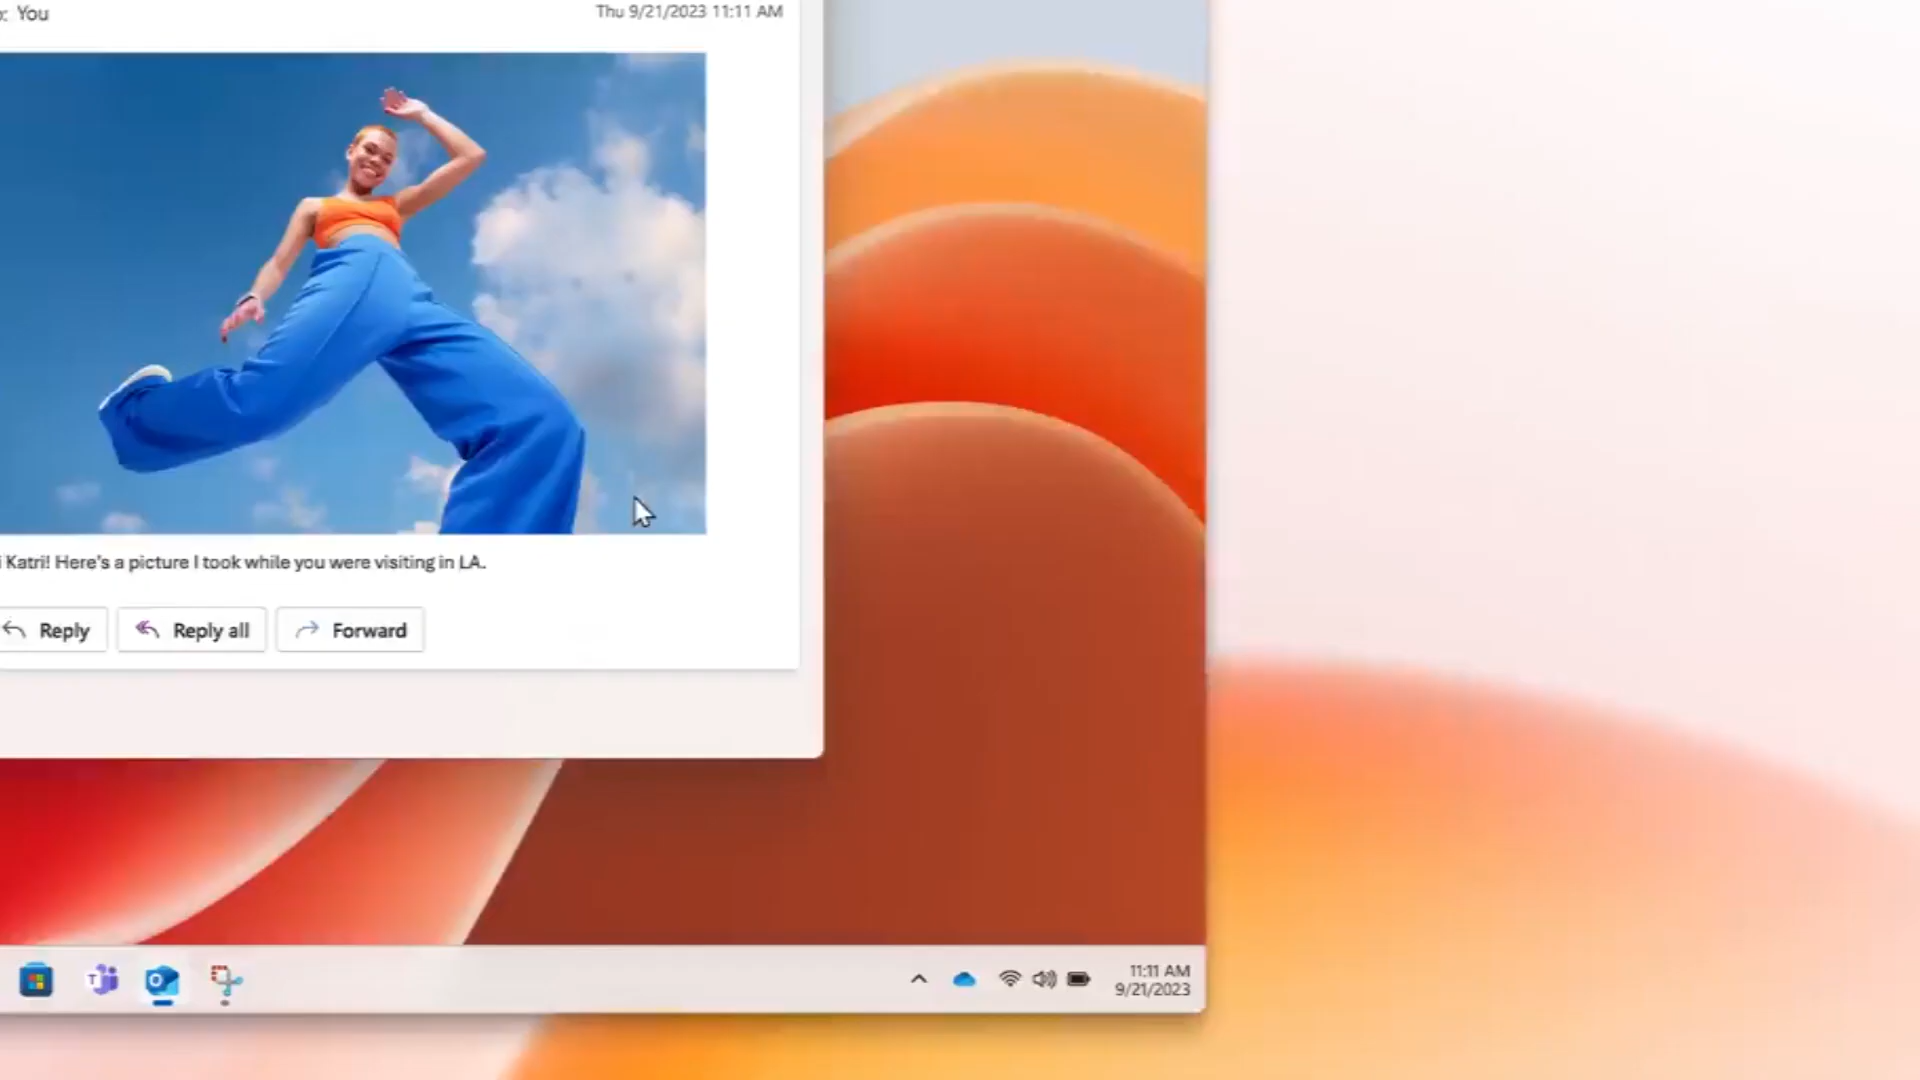 : You
Thu 9/21/2023 11:11 AM
i Katri! Here's a picture I took while you were visiting in LA.
Reply
Reply all
Forward
11:11 AM
9/21/2023